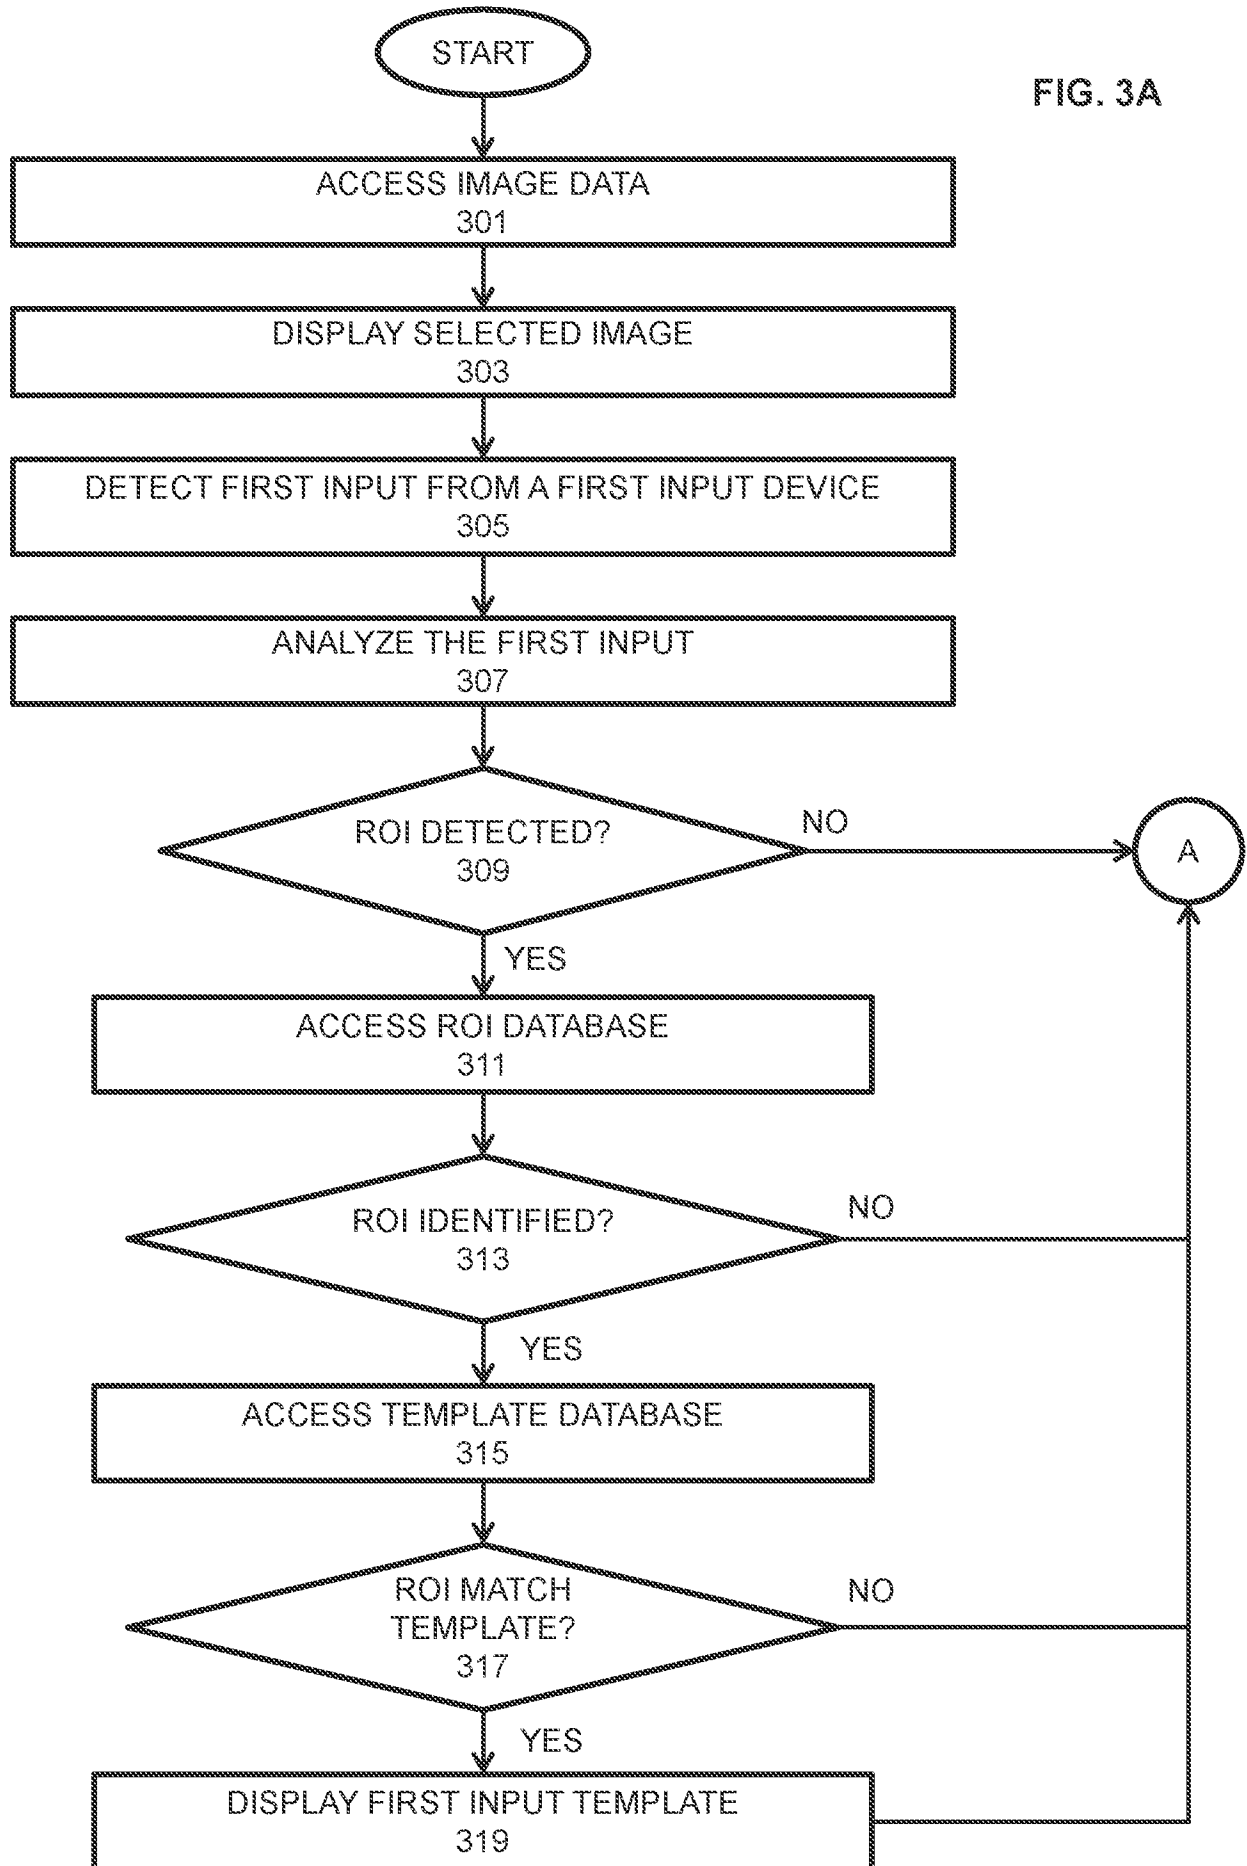 START
FIG. 3A
ACCESS IMAGE DATA
301
DISPLAY SELECTED IMAGE
303
DETECT FIRST INPUT FROM A FIRST INPUT DEVICE
305
ANALYZE THE FIRST INPUT
307
ROI DETECTED?
309
NO
A
YES
ACCESS ROI DATABASE
311
ROI IDENTIFIED?
313
NO
YES
ACCESS TEMPLATE DATABASE
315
ROI MATCH
TEMPLATE?
317
NO
YES
DISPLAY FIRST INPUT TEMPLATE
319